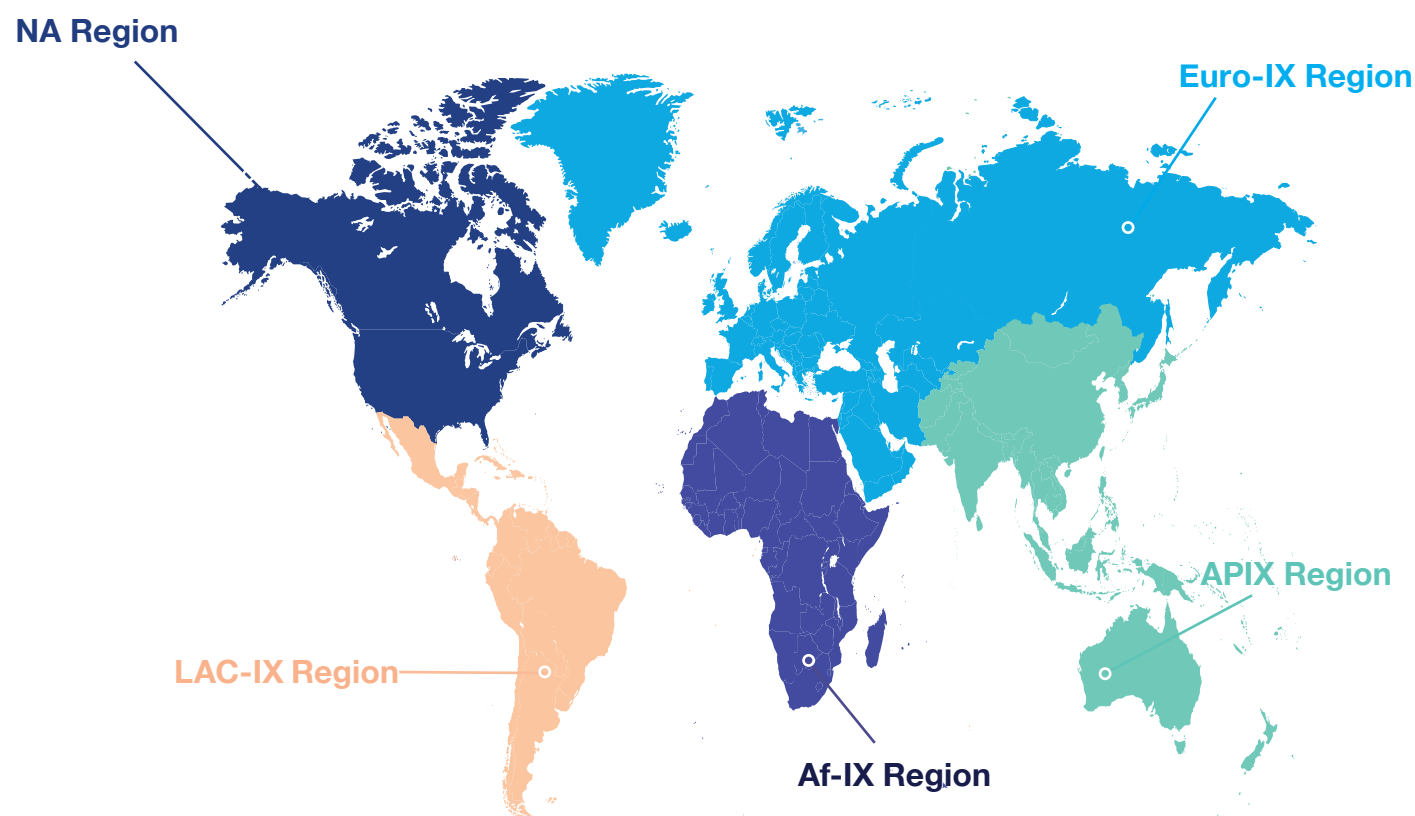 NA Region
Euro-IX Region
APIX Region
LAC-IX Region
Af-IX Region